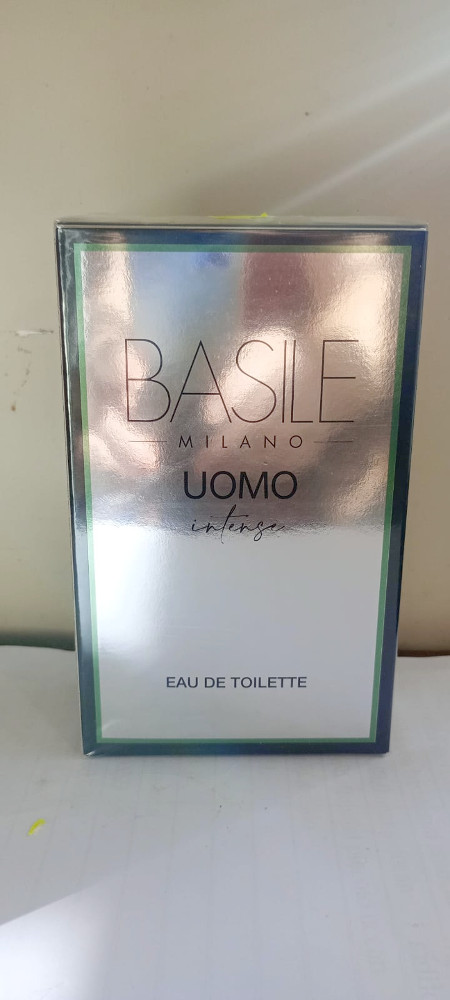 BASILE
MILANO
UOMO
intense
EAU DE TOILETTE